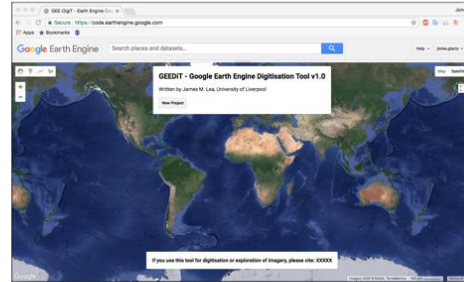 GEE-DigiT - Google Earth En
Secure https://code.earthengine.google.com
Apps Bookmarks
Google Earth Engine Search places and datasets... Help
Map Satellite
GEEDiT - Google Earth Engine Digitisation Tool v1.0
Written by James M. Lea, University of Liverpool
New Project
If you use this tool for digitisation or exploration of imagery, please cite: XXXXX
Google